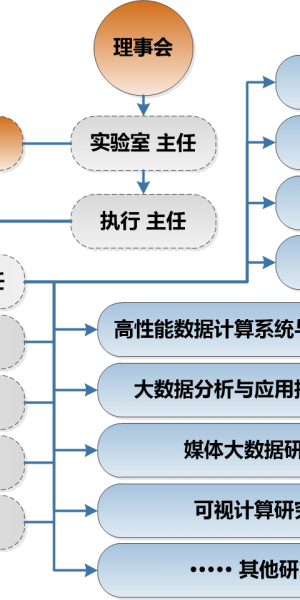 理事会
实验室 主任
执行 主任
高性能数据计算系统与
大数据分析与应用
媒体大数据研
可视计算研究
••••• 其他研